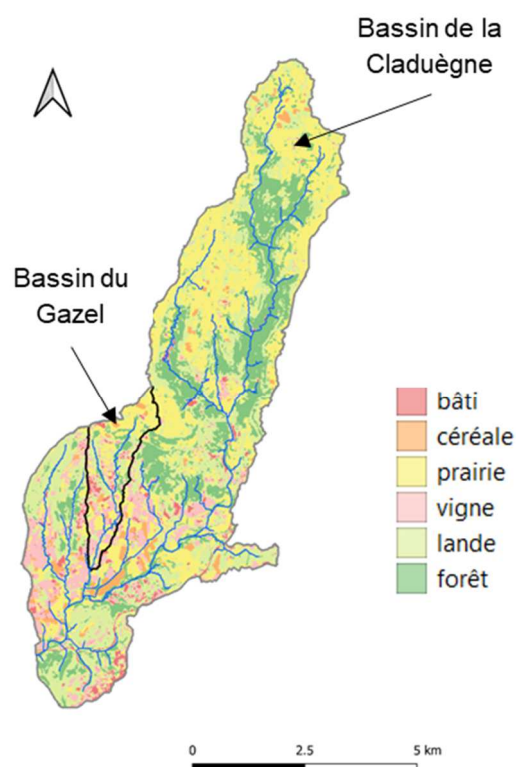 Bassin de la
Claduègne
Bassin du
Gazel
bâti
céréale
prairie
vigne
lande
forêt
0 2.5 5 km